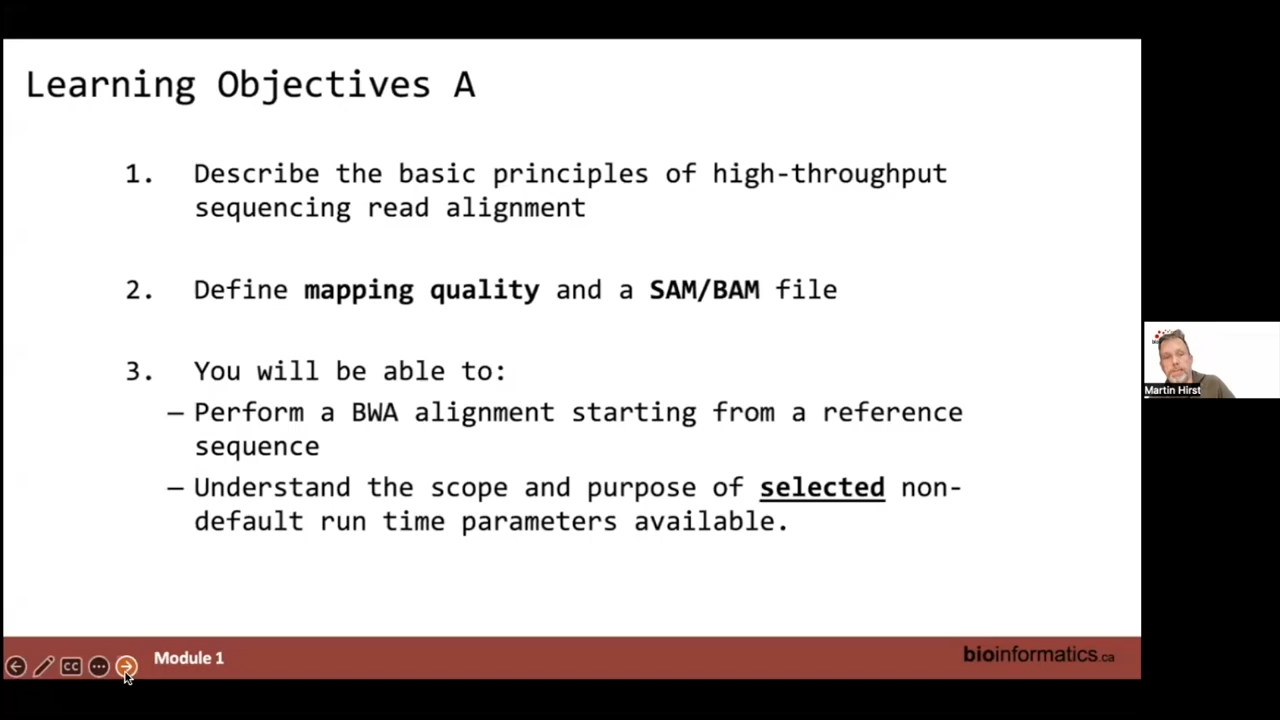 Learning Objectives A
1. Describe the basic principles of high-throughput
sequencing read alignment
2. Define mapping quality and a SAM/BAM file
3. You will be able to:
– Perform a BWA alignment starting from a reference
sequence
– Understand the scope and purpose of selected non-
default run time parameters available.
Martin Hirst
CC
Module 1
bioinformatics.ca